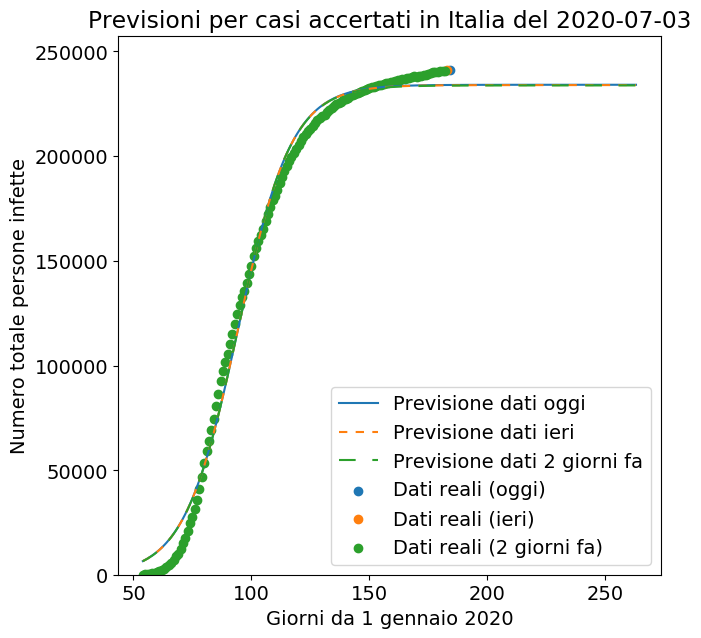 Previsioni per casi accertati in Italia del 2020-07-03
Numero totale persone infette
250000
200000
150000
100000
50000
0
Previsione dati oggi
Previsione dati ieri
Previsione dati 2 giorni fa
Dati reali (oggi)
Dati reali (ieri)
Dati reali (2 giorni fa)
50
100
150
200
250
Giorni da 1 gennaio 2020